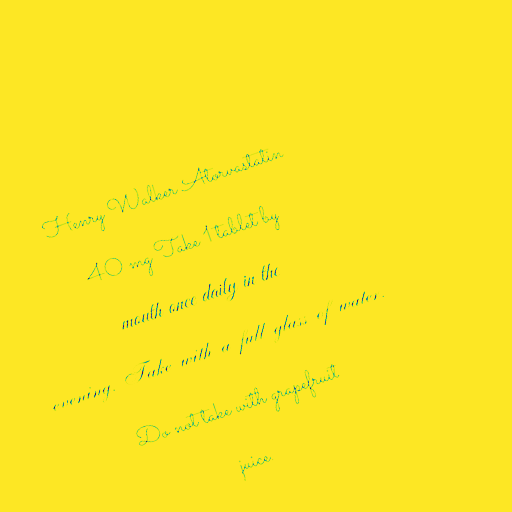 Henry Walker Atorvastatin
40 mg Take 1 tablet by
mouth once daily in the
evening. Take with a full glass of water.
Do not take with grapefruit
juice.